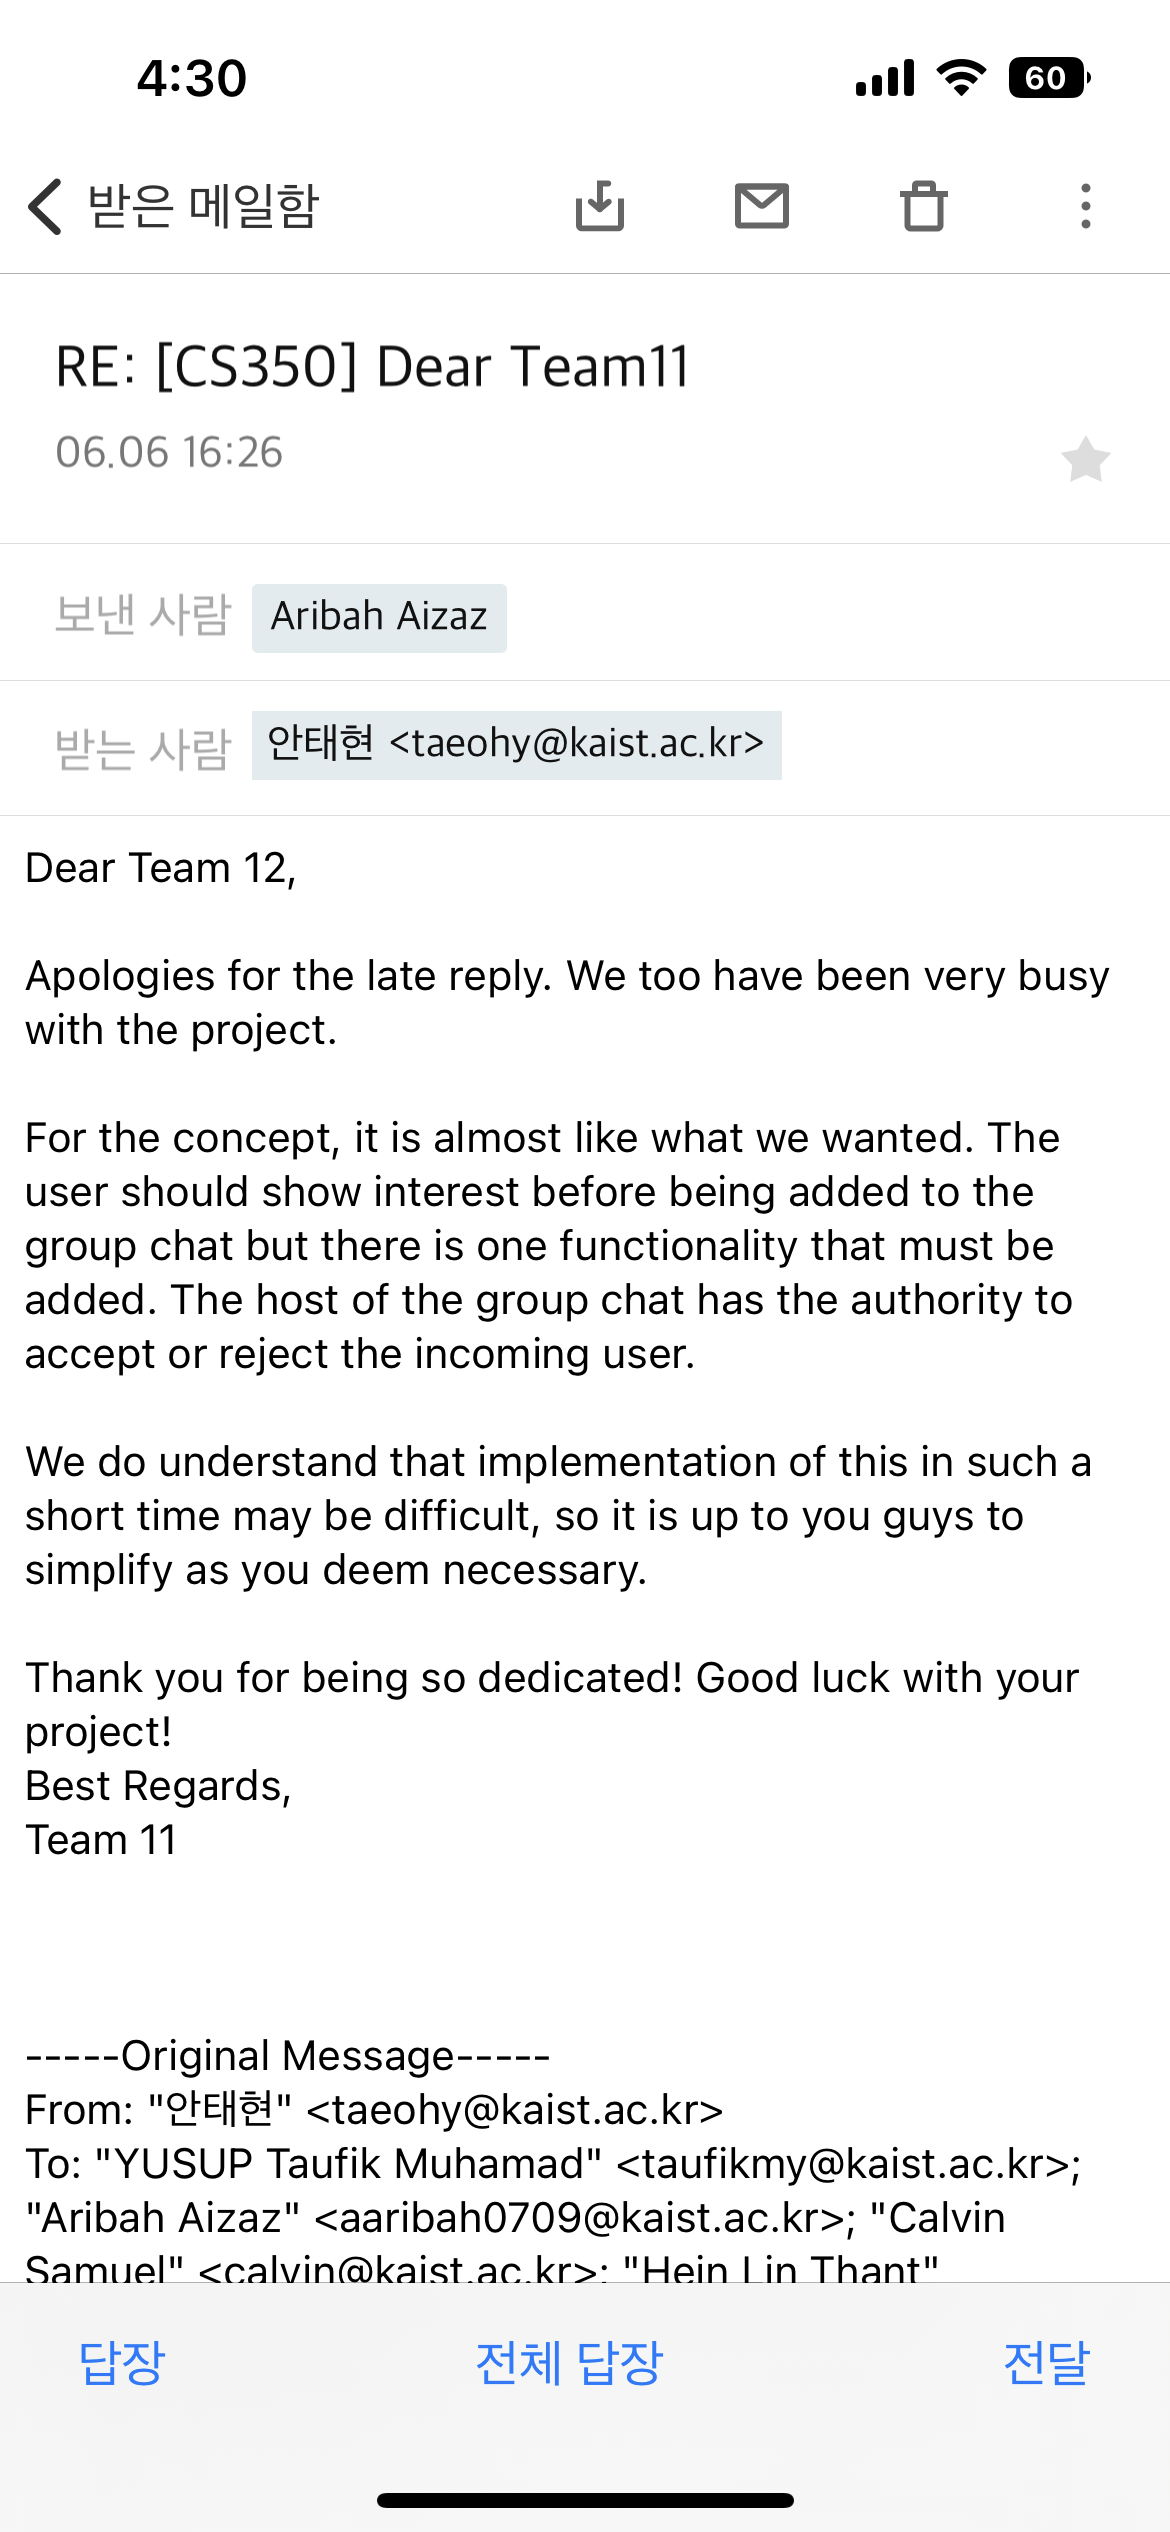 4:30
60
받은 메일함
RE: [CS350] Dear Team11
06.06 16:26
보낸 사람 Aribah Aizaz
받는 사람 안태현 <taeohy@kaist.ac.kr>
Dear Team 12,
Apologies for the late reply. We too have been very busy
with the project.
For the concept, it is almost like what we wanted. The
user should show interest before being added to the
group chat but there is one functionality that must be
added. The host of the group chat has the authority to
accept or reject the incoming user.
We do understand that implementation of this in such a
short time may be difficult, so it is up to you guys to
simplify as you deem necessary.
Thank you for being so dedicated! Good luck with your
project!
Best Regards,
Team 11
-----Original Message-----
From: "안태현" <taeohy@kaist.ac.kr>
To: "YUSUP Taufik Muhamad" <taufikmy@kaist.ac.kr>;
"Aribah Aizaz" <aaribah0709@kaist.ac.kr>; "Calvin
Samuel" <calvin@kaist.ac.kr>; "Hein Lin Thant"
답장 전체 답장 전달